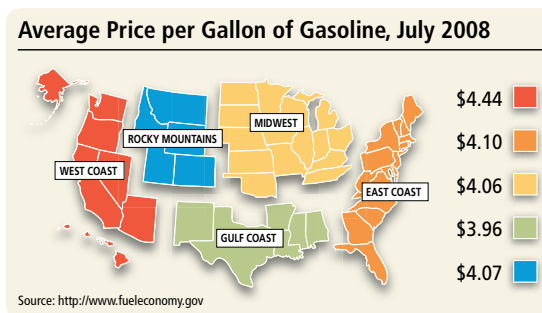 Average Price per Gallon of Gasoline, July 2008
$4.44
MIDWEST
ROCKY MOUNTAINS
$4.10
WEST COAST
$4.06
EAST COAST
$3.96
GULF COAST
$4.07
Source: http://www.fueleconomy.gov